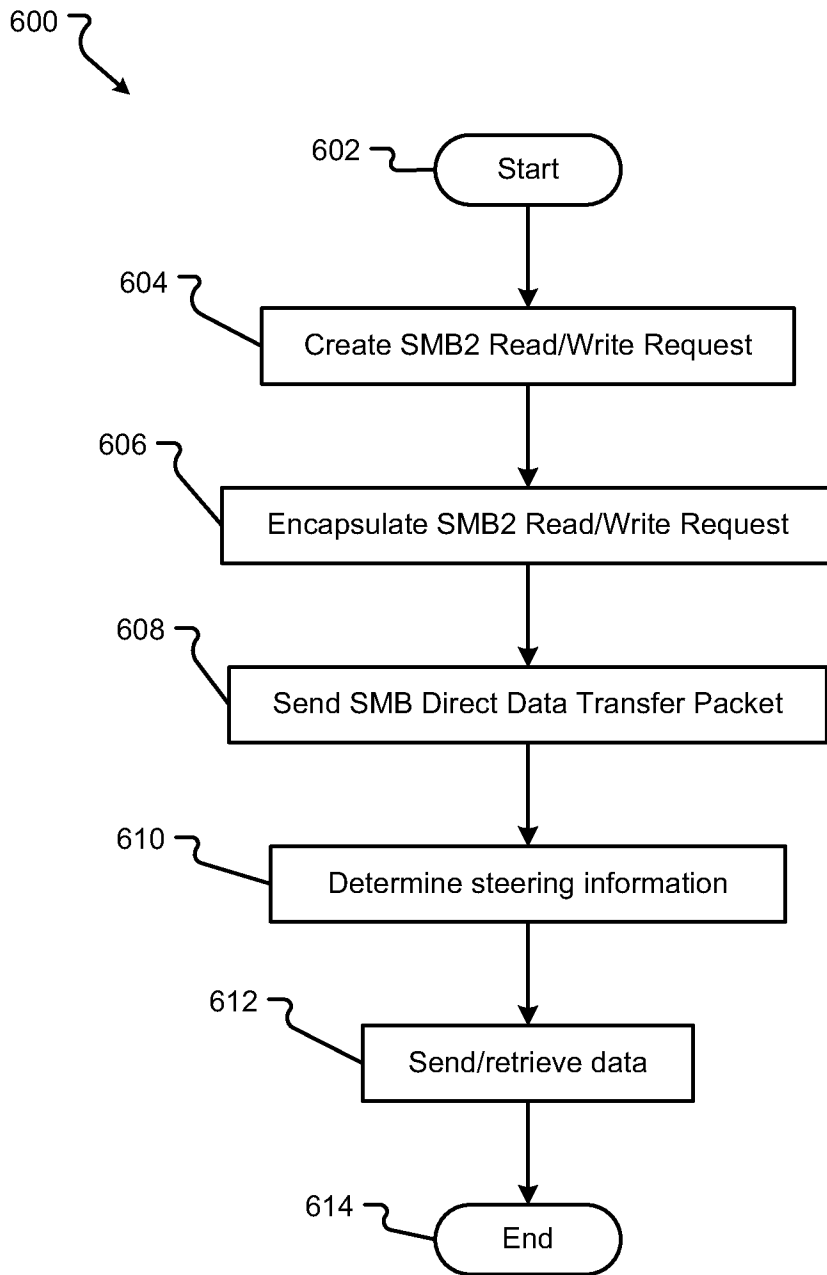 600
602
Start
604
Create SMB2 Read/Write Request
606
Encapsulate SMB2 Read/Write Request
608
Send SMB Direct Data Transfer Packet
610
Determine steering information
612
Send/retrieve data
614
End